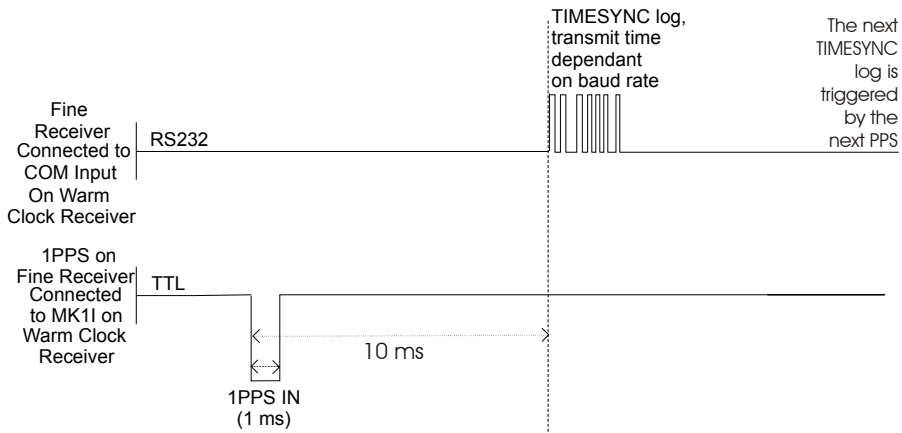 TIMESYNC log,
transmit time
dependant
on baud rate
The next
TIMESYNC
log is
triggered
by the
next PPS
Fine
Receiver
Connected to
COM Input
On Warm
Clock Receiver
RS232
1PPS on
Fine Receiver
Connected
to MK1I on
Warm Clock
Receiver
TTL
10 ms
1PPS IN
(1 ms)